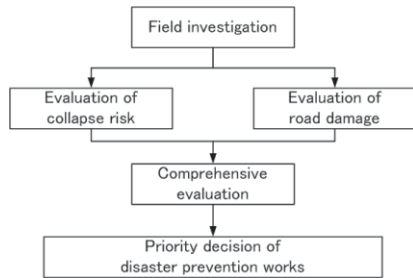 Field investigation
Evaluation of
collapse risk
Evaluation of
road damage
Comprehensive
evaluation
Priority decision of
disaster prevention works